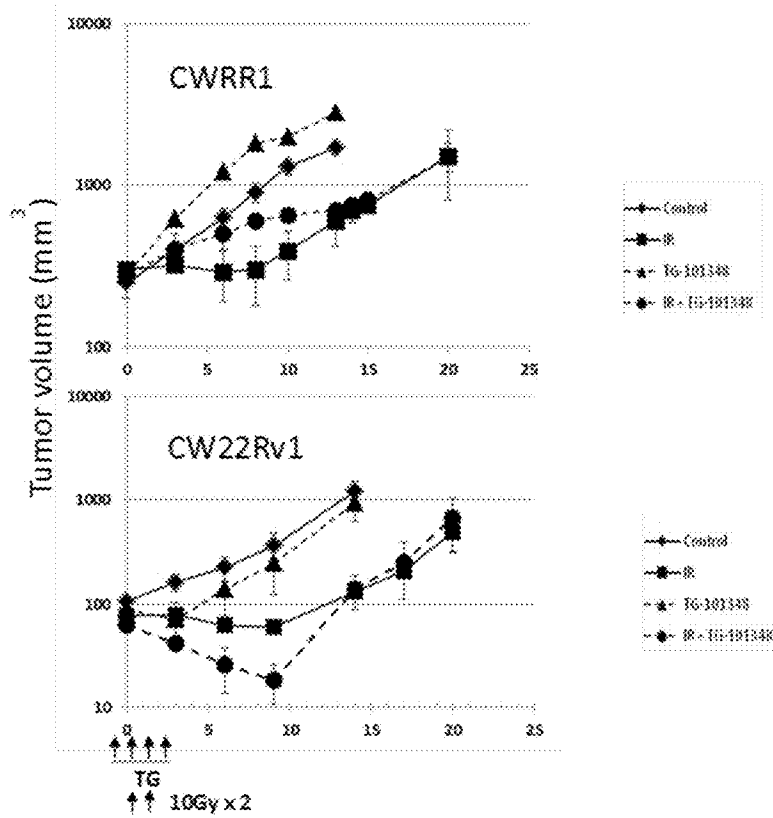 10000
CWRR1
1000
100
0 5 10 15 20 25
Control
IR
TG-101348
IR + TG-101348
Tumor volume (mm³)
10000
CW22Rv1
1000
100
10
0 5 10 15 20 25
Control
IR
TG-101348
IR + TG-101348
TG
10Gy x 2